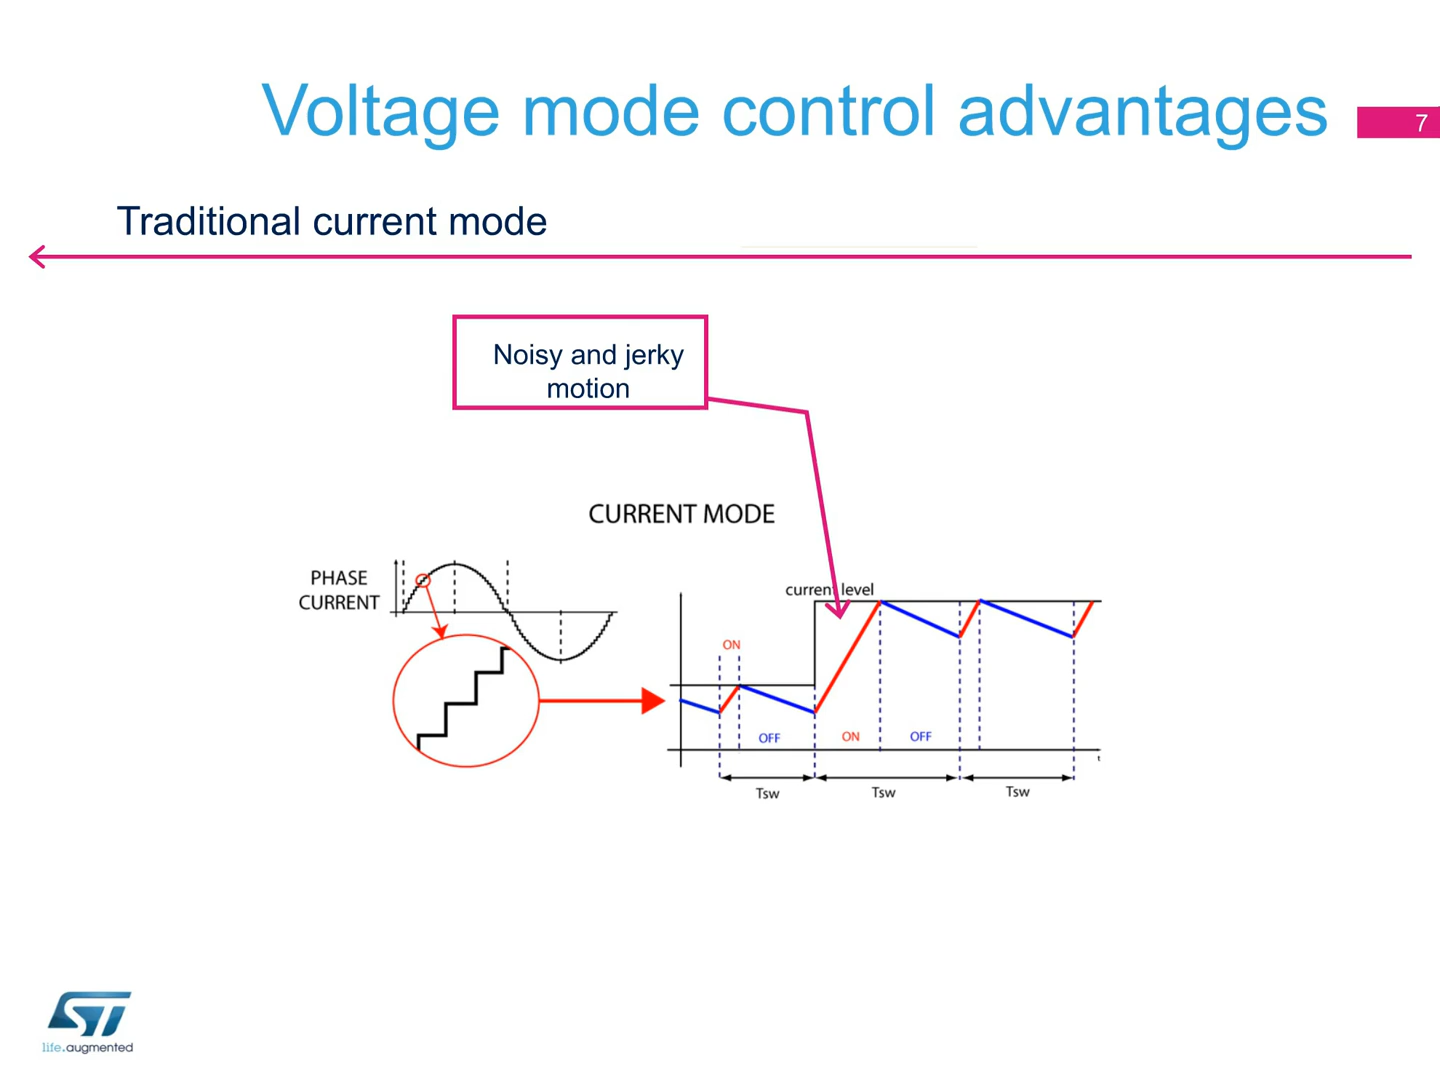 Voltage mode control advantages
7
Traditional current mode
Noisy and jerky
motion
CURRENT MODE
PHASE
CURRENT
current level
ON
OFF
ON
OFF
t
Tsw
Tsw
Tsw
ST
life.augmented